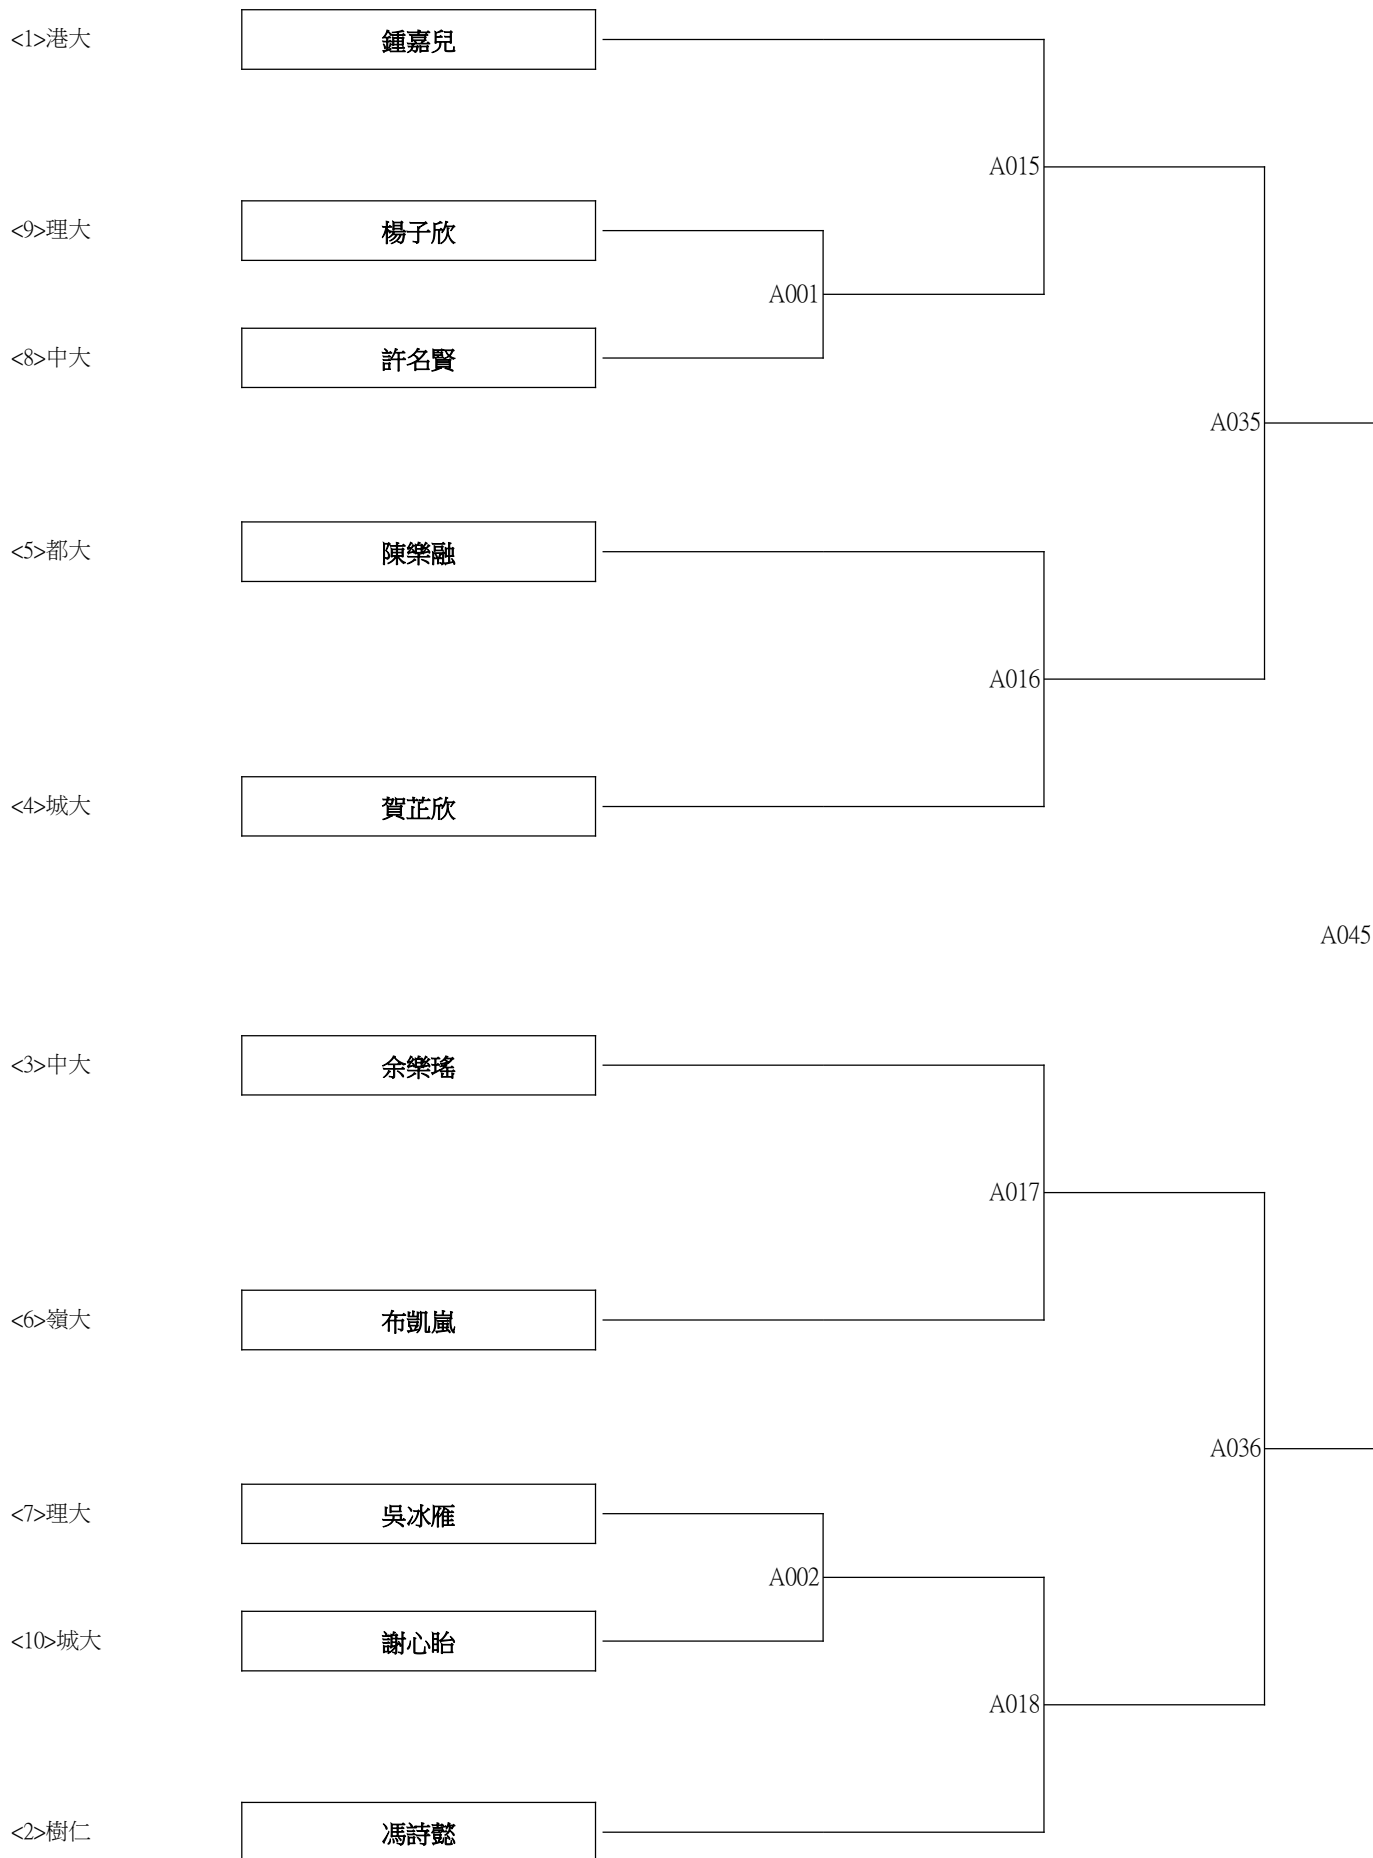 <1>港大 鍾嘉兒
A015
<9>理大 楊子欣
A001
<8>中大 許名賢
A035
<5>都大 陳樂融
A016
<4>城大 賀芷欣
A045
<3>中大 余樂瑤
A017
<6>嶺大 布凱嵐
A036
<7>理大 吳冰雁
A002
<10>城大 謝心眙
A018
<2>樹仁 馮詩懿